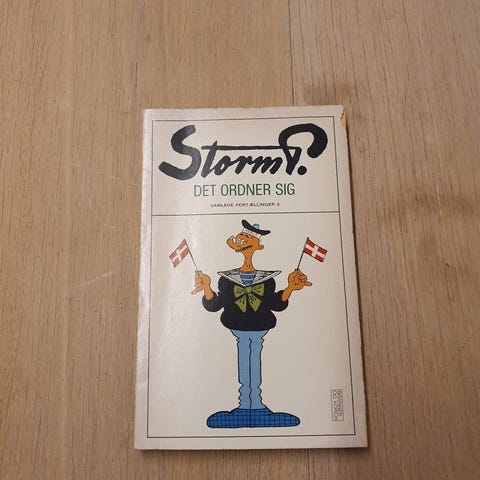 Storm P.
DET ORDNER SIG
SAMLEDE FORTÆLLINGER. 2